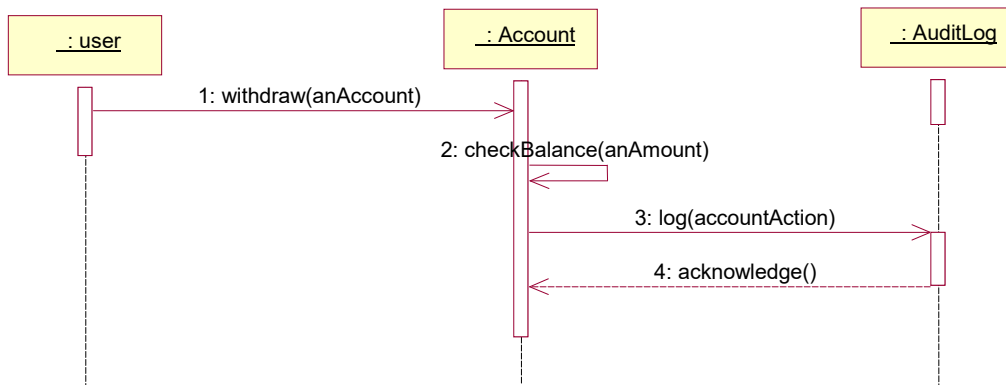 : user
: Account
: AuditLog
1: withdraw(anAccount)
2: checkBalance(anAmount)
3: log(accountAction)
4: acknowledge()